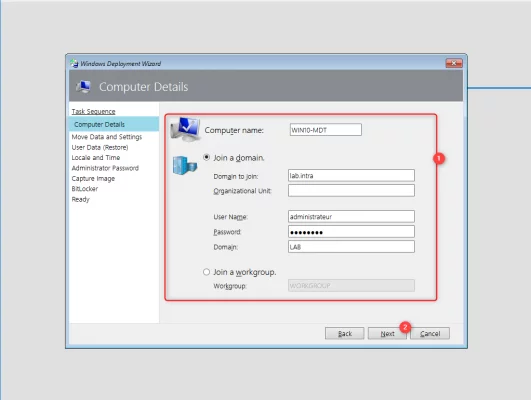 Windows Deployment Wizard
Computer Details
Task Sequence
Computer Details
Move Data and Settings
User Data (Restore)
Locale and Time
Administrator Password
Capture Image
BitLocker
Ready
Computer name: WIN10-MDT
Join a domain.
Domain to join: lab.intra
Organizational Unit:
User Name: administrateur
Password: ●●●●●●●●
Domain: LAB
Join a workgroup.
Workgroup: WORKGROUP
1
2
Back Next Cancel